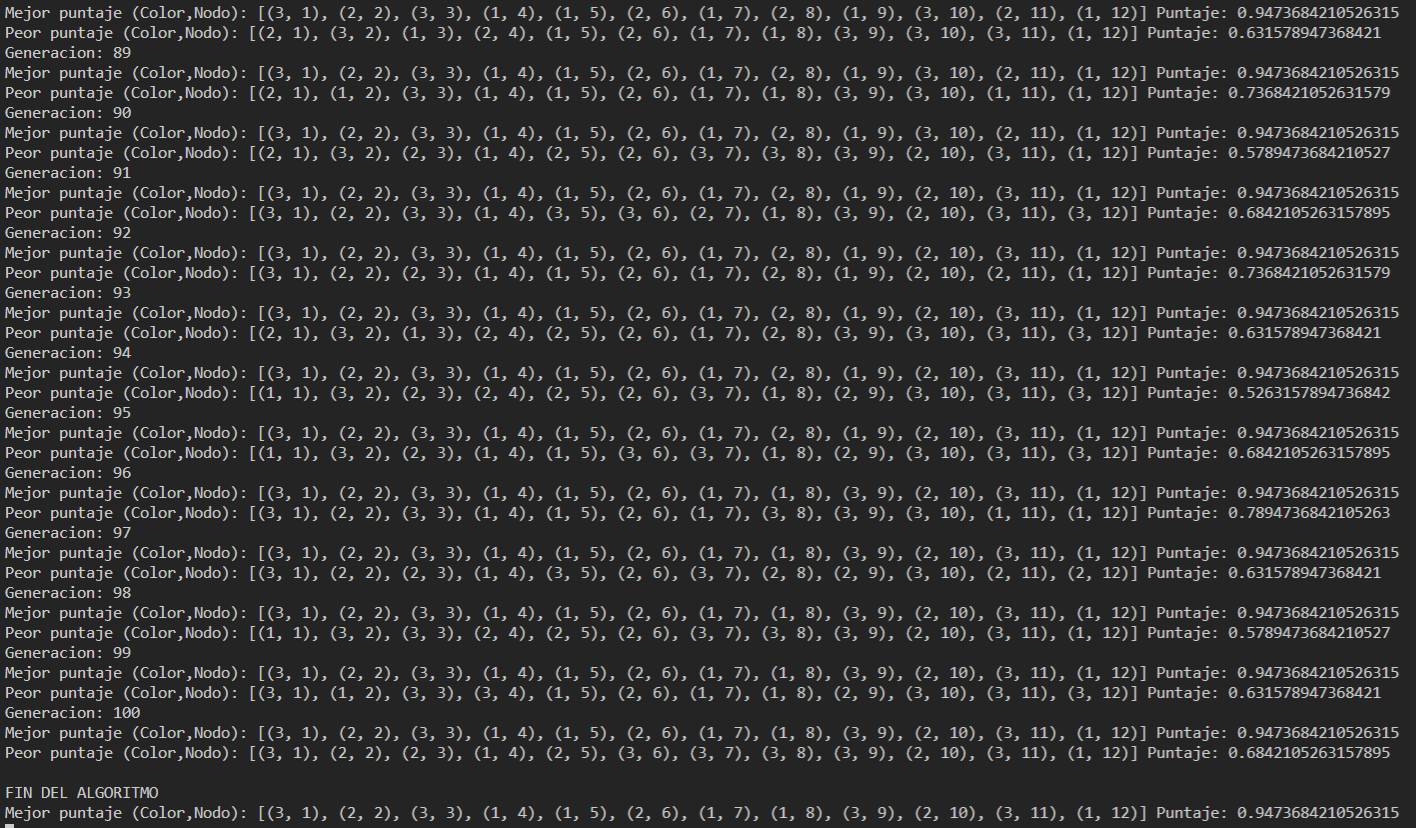 Mejor puntaje (Color,Nodo): [(3, 1), (2, 2), (3, 3), (1, 4), (1, 5), (2, 6), (1, 7), (2, 8), (1, 9), (3, 10), (2, 11), (1, 12)] Puntaje: 0.9473684210526315
Peor puntaje (Color,Nodo): [(2, 1), (3, 2), (1, 3), (2, 4), (1, 5), (2, 6), (1, 7), (1, 8), (3, 9), (3, 10), (3, 11), (1, 12)] Puntaje: 0.631578947368421
Generacion: 89
Mejor puntaje (Color,Nodo): [(3, 1), (2, 2), (3, 3), (1, 4), (1, 5), (2, 6), (1, 7), (2, 8), (1, 9), (3, 10), (2, 11), (1, 12)] Puntaje: 0.9473684210526315
Peor puntaje (Color,Nodo): [(2, 1), (1, 2), (3, 3), (1, 4), (1, 5), (2, 6), (1, 7), (1, 8), (3, 9), (3, 10), (1, 11), (1, 12)] Puntaje: 0.7368421052631579
Generacion: 90
Mejor puntaje (Color,Nodo): [(3, 1), (2, 2), (3, 3), (1, 4), (1, 5), (2, 6), (1, 7), (2, 8), (1, 9), (3, 10), (2, 11), (1, 12)] Puntaje: 0.9473684210526315
Peor puntaje (Color,Nodo): [(2, 1), (3, 2), (2, 3), (1, 4), (2, 5), (2, 6), (3, 7), (3, 8), (3, 9), (2, 10), (3, 11), (1, 12)] Puntaje: 0.5789473684210527
Generacion: 91
Mejor puntaje (Color,Nodo): [(3, 1), (2, 2), (3, 3), (1, 4), (1, 5), (2, 6), (1, 7), (2, 8), (1, 9), (2, 10), (3, 11), (1, 12)] Puntaje: 0.9473684210526315
Peor puntaje (Color,Nodo): [(3, 1), (2, 2), (3, 3), (1, 4), (3, 5), (3, 6), (2, 7), (1, 8), (3, 9), (2, 10), (3, 11), (3, 12)] Puntaje: 0.6842105263157895
Generacion: 92
Mejor puntaje (Color,Nodo): [(3, 1), (2, 2), (3, 3), (1, 4), (1, 5), (2, 6), (1, 7), (2, 8), (1, 9), (2, 10), (3, 11), (1, 12)] Puntaje: 0.9473684210526315
Peor puntaje (Color,Nodo): [(3, 1), (2, 2), (2, 3), (1, 4), (1, 5), (2, 6), (1, 7), (2, 8), (1, 9), (2, 10), (2, 11), (1, 12)] Puntaje: 0.7368421052631579
Generacion: 93
Mejor puntaje (Color,Nodo): [(3, 1), (2, 2), (3, 3), (1, 4), (1, 5), (2, 6), (1, 7), (2, 8), (1, 9), (2, 10), (3, 11), (1, 12)] Puntaje: 0.9473684210526315
Peor puntaje (Color,Nodo): [(2, 1), (3, 2), (1, 3), (2, 4), (2, 5), (2, 6), (1, 7), (2, 8), (3, 9), (3, 10), (3, 11), (3, 12)] Puntaje: 0.631578947368421
Generacion: 94
Mejor puntaje (Color,Nodo): [(3, 1), (2, 2), (3, 3), (1, 4), (1, 5), (2, 6), (1, 7), (2, 8), (1, 9), (2, 10), (3, 11), (1, 12)] Puntaje: 0.9473684210526315
Peor puntaje (Color,Nodo): [(1, 1), (3, 2), (2, 3), (2, 4), (2, 5), (2, 6), (3, 7), (1, 8), (2, 9), (3, 10), (3, 11), (3, 12)] Puntaje: 0.5263157894736842
Generacion: 95
Mejor puntaje (Color,Nodo): [(3, 1), (2, 2), (3, 3), (1, 4), (1, 5), (2, 6), (1, 7), (2, 8), (1, 9), (2, 10), (3, 11), (1, 12)] Puntaje: 0.9473684210526315
Peor puntaje (Color,Nodo): [(1, 1), (3, 2), (2, 3), (1, 4), (1, 5), (3, 6), (3, 7), (1, 8), (2, 9), (3, 10), (3, 11), (3, 12)] Puntaje: 0.6842105263157895
Generacion: 96
Mejor puntaje (Color,Nodo): [(3, 1), (2, 2), (3, 3), (1, 4), (1, 5), (2, 6), (1, 7), (1, 8), (3, 9), (2, 10), (3, 11), (1, 12)] Puntaje: 0.9473684210526315
Peor puntaje (Color,Nodo): [(3, 1), (2, 2), (3, 3), (1, 4), (1, 5), (2, 6), (1, 7), (3, 8), (3, 9), (3, 10), (1, 11), (1, 12)] Puntaje: 0.7894736842105263
Generacion: 97
Mejor puntaje (Color,Nodo): [(3, 1), (2, 2), (3, 3), (1, 4), (1, 5), (2, 6), (1, 7), (1, 8), (3, 9), (2, 10), (3, 11), (1, 12)] Puntaje: 0.9473684210526315
Peor puntaje (Color,Nodo): [(3, 1), (2, 2), (2, 3), (1, 4), (3, 5), (2, 6), (3, 7), (2, 8), (2, 9), (3, 10), (2, 11), (2, 12)] Puntaje: 0.631578947368421
Generacion: 98
Mejor puntaje (Color,Nodo): [(3, 1), (2, 2), (3, 3), (1, 4), (1, 5), (2, 6), (1, 7), (1, 8), (3, 9), (2, 10), (3, 11), (1, 12)] Puntaje: 0.9473684210526315
Peor puntaje (Color,Nodo): [(1, 1), (3, 2), (3, 3), (2, 4), (2, 5), (2, 6), (3, 7), (3, 8), (3, 9), (2, 10), (3, 11), (1, 12)] Puntaje: 0.5789473684210527
Generacion: 99
Mejor puntaje (Color,Nodo): [(3, 1), (2, 2), (3, 3), (1, 4), (1, 5), (2, 6), (1, 7), (1, 8), (3, 9), (2, 10), (3, 11), (1, 12)] Puntaje: 0.9473684210526315
Peor puntaje (Color,Nodo): [(3, 1), (1, 2), (3, 3), (3, 4), (1, 5), (2, 6), (1, 7), (1, 8), (2, 9), (3, 10), (3, 11), (3, 12)] Puntaje: 0.631578947368421
Generacion: 100
Mejor puntaje (Color,Nodo): [(3, 1), (2, 2), (3, 3), (1, 4), (1, 5), (2, 6), (1, 7), (1, 8), (3, 9), (2, 10), (3, 11), (1, 12)] Puntaje: 0.9473684210526315
Peor puntaje (Color,Nodo): [(3, 1), (2, 2), (2, 3), (1, 4), (2, 5), (3, 6), (3, 7), (3, 8), (3, 9), (2, 10), (3, 11), (1, 12)] Puntaje: 0.6842105263157895
FIN DEL ALGORITMO
Mejor puntaje (Color,Nodo): [(3, 1), (2, 2), (3, 3), (1, 4), (1, 5), (2, 6), (1, 7), (1, 8), (3, 9), (2, 10), (3, 11), (1, 12)] Puntaje: 0.9473684210526315